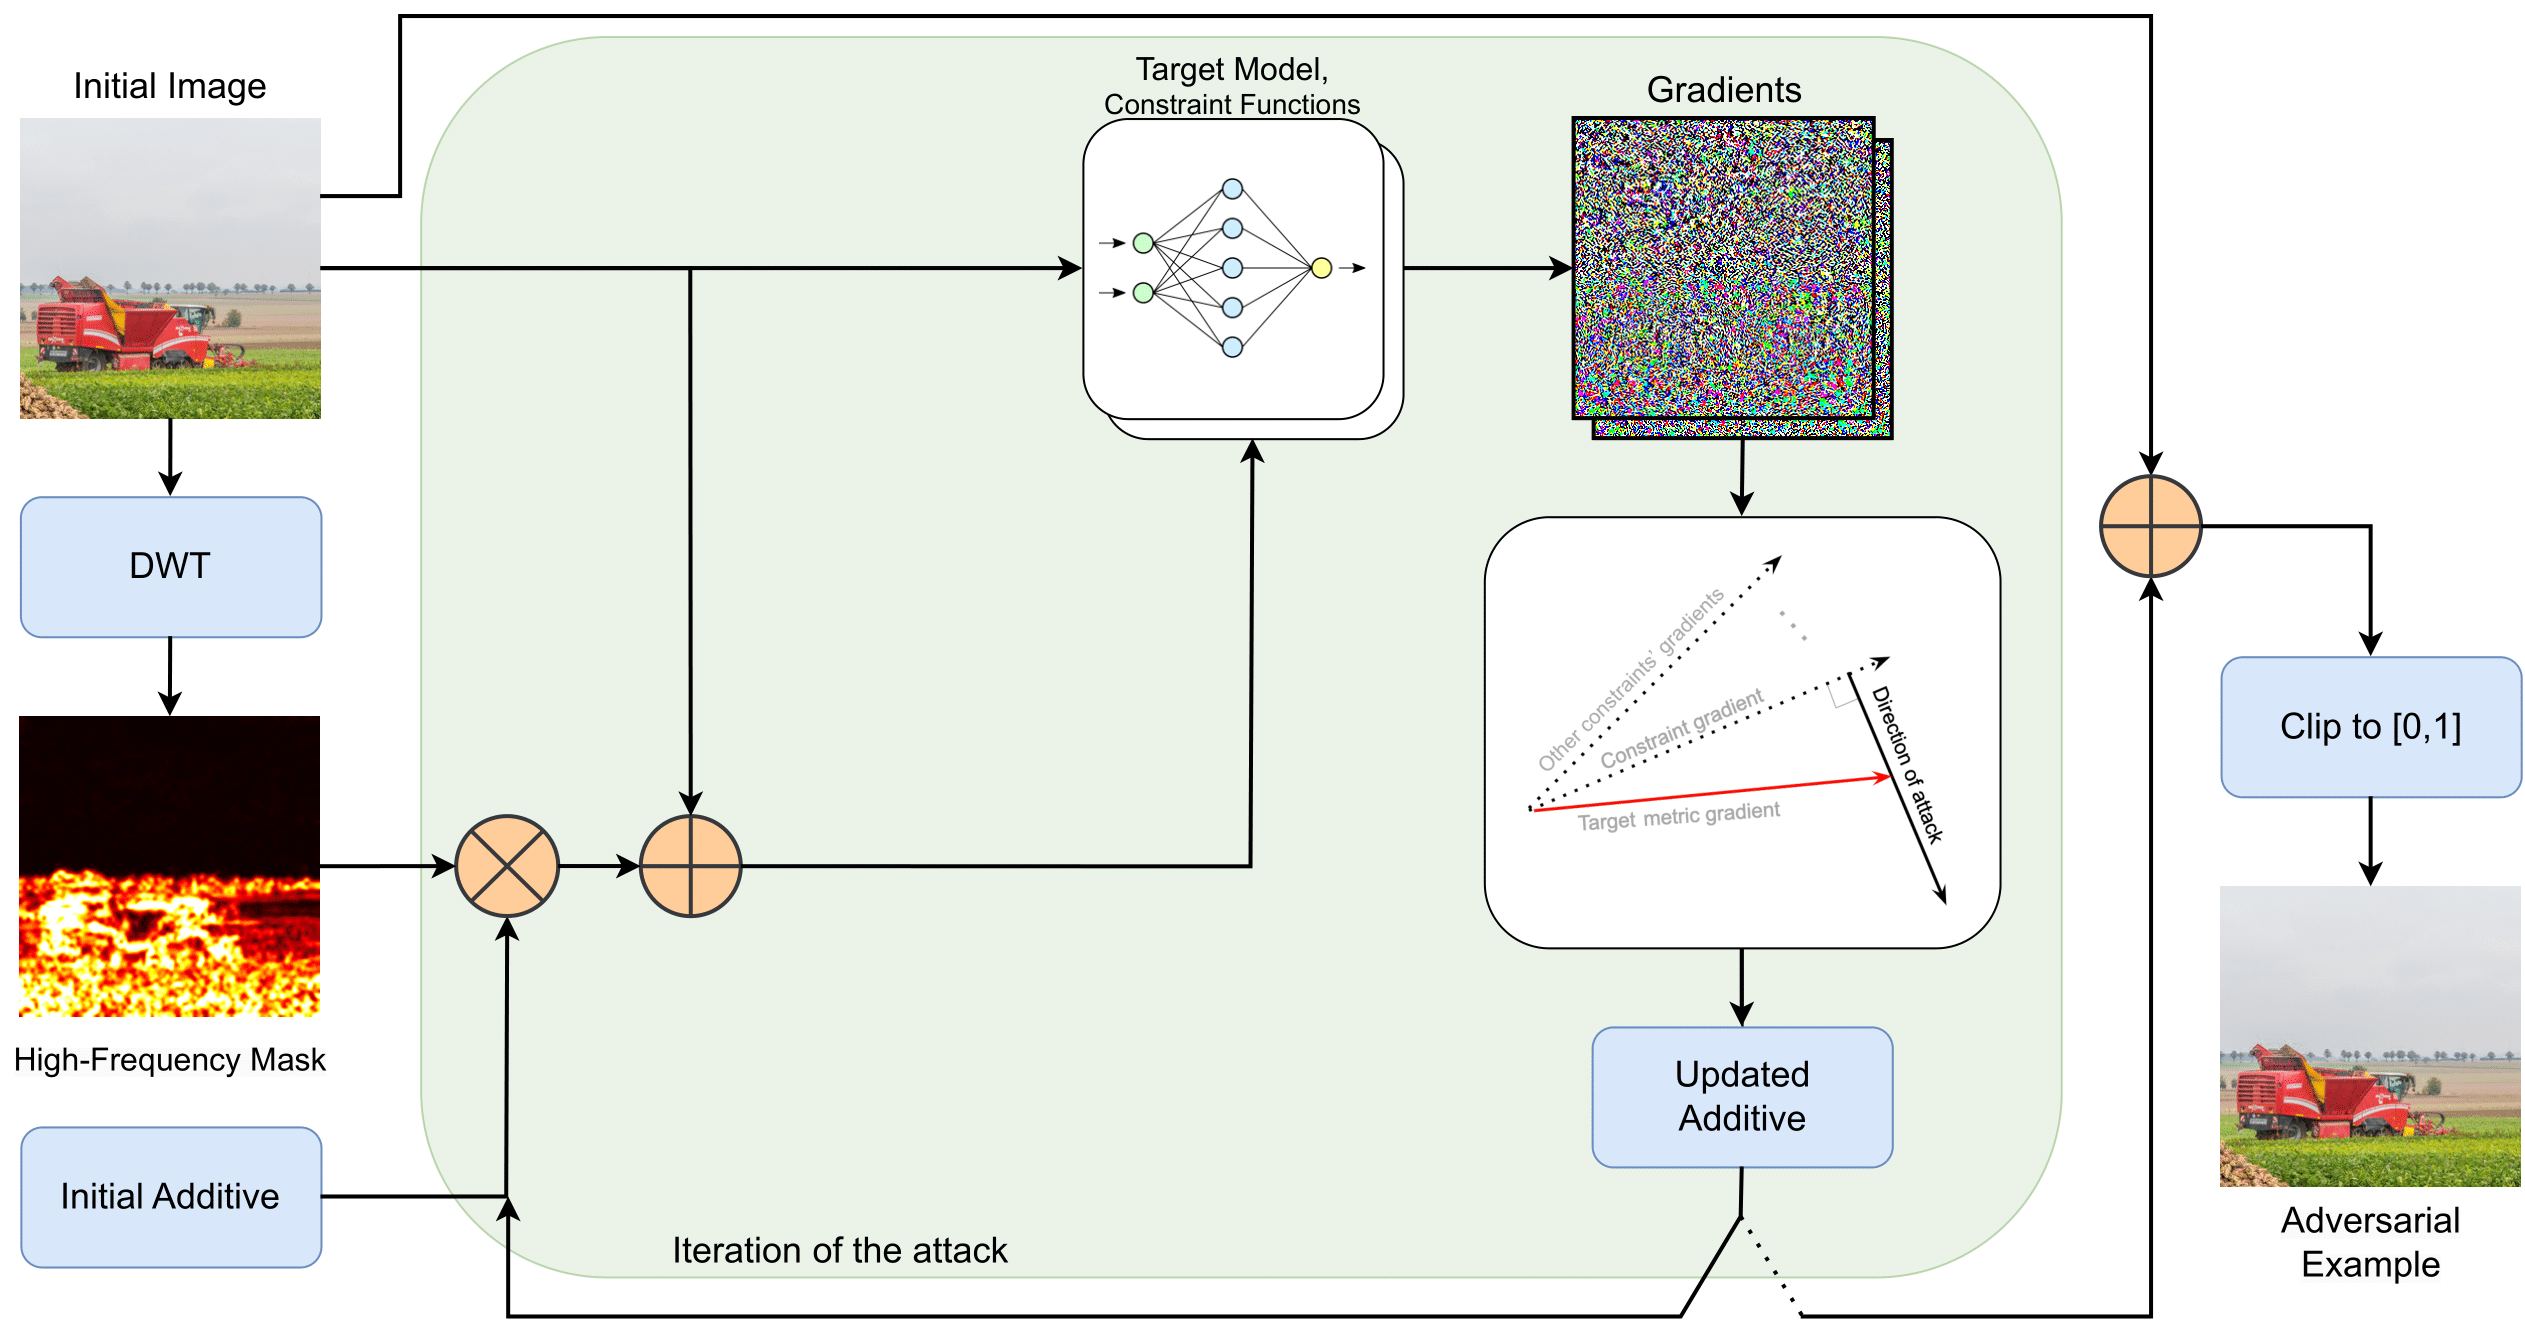 Initial Image
Target Model,
Constraint Functions
Gradients
DWT
Other constraints' gradients
Constraint gradient
Direction of attack
Target metric gradient
Clip to [0,1]
High-Frequency Mask
Updated
Additive
Initial Additive
Iteration of the attack
Adversarial
Example